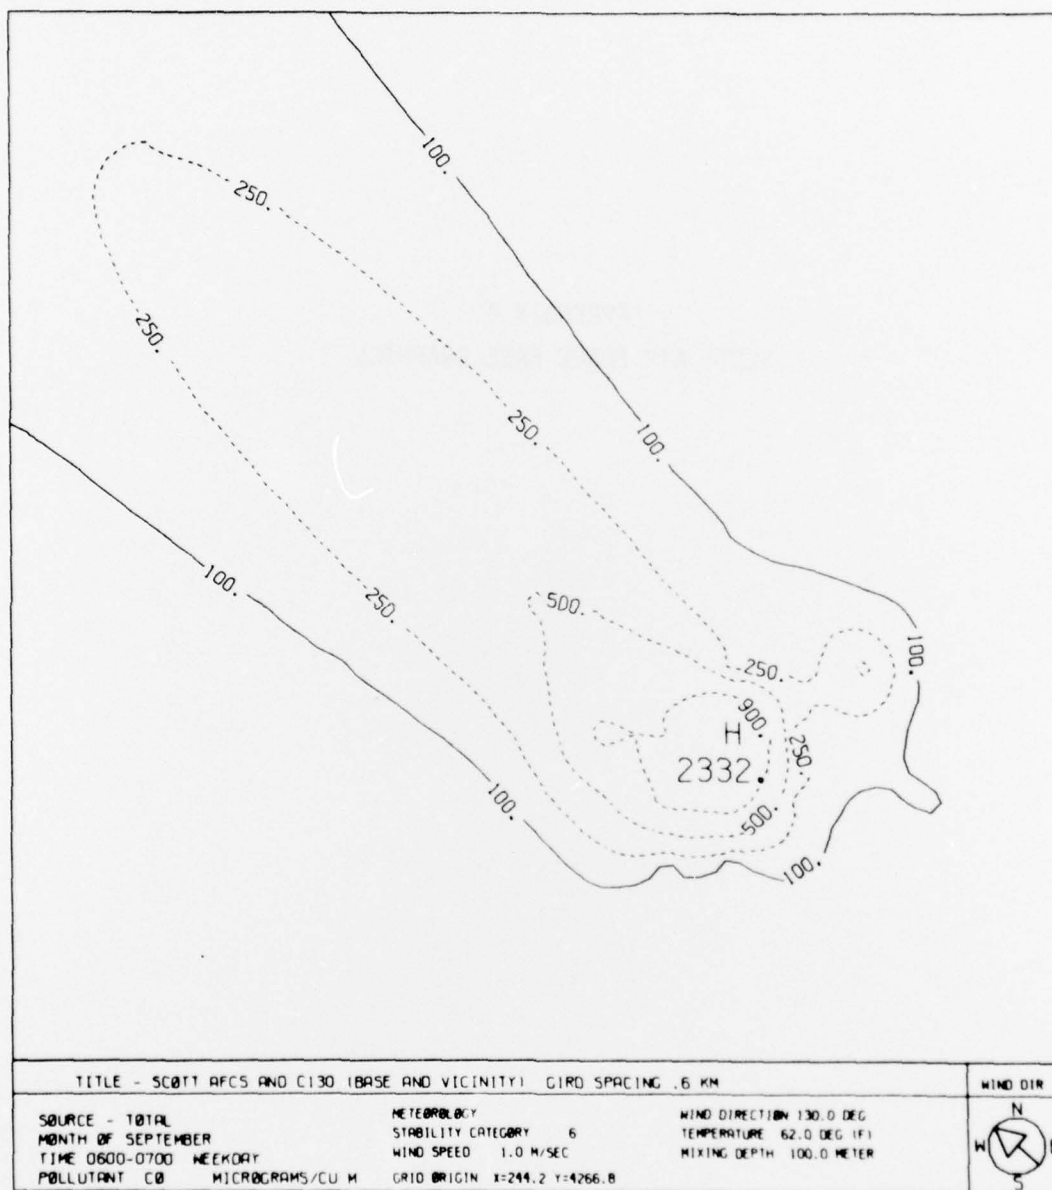 100.
250.
250.
250.
100.
100.
250.
500.
100.
250.
900.
H
250.
2332.
100.
500.
100.
TITLE - SCØTT AFCS AND C130 (BASE AND VICINITY) GIRD SPACING .6 KM
WIND DIR
SØURCE - TØTAL
MONTH ØF SEPTEMBER
TIME 0600-0700 WEEKDAY
PØLLUTANT CØ MICRØGRAMS/CU M
METEØRØLØGY
STABILITY CATEGØRY 6
WIND SPEED 1.0 M/SEC
GRID ØRIGIN X=244.2 Y=4266.8
WIND DIRECTIØN 130.0 DEG
TEMPERATURE 62.0 DEG (F)
MIXING DEPTH 100.0 METER
N
W
S